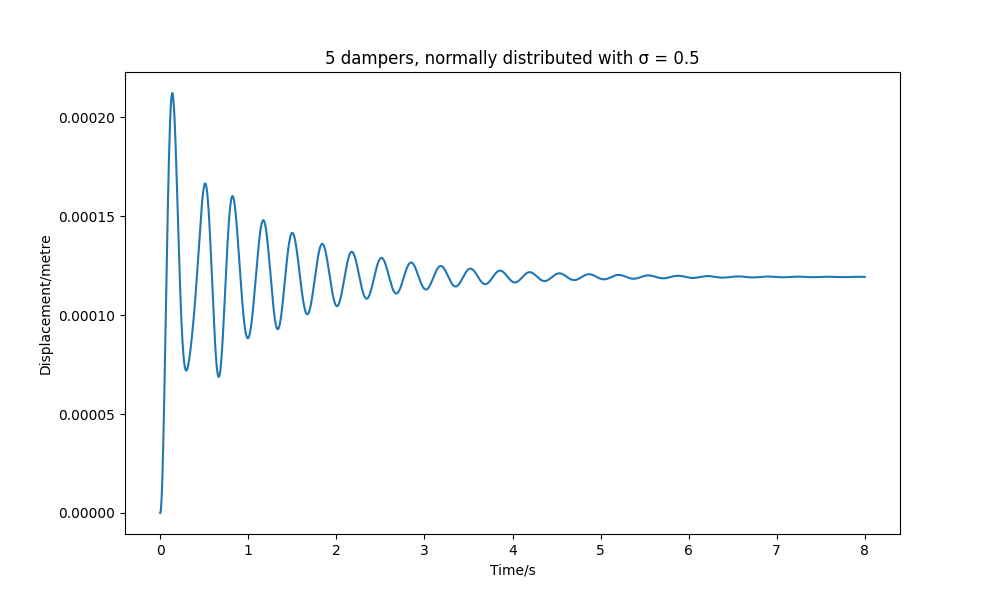 5 dampers, normally distributed with σ = 0.5
Displacement/metre
0.00020
0.00015
0.00010
0.00005
0.00000
0 1 2 3 4 5 6 7 8
Time/s